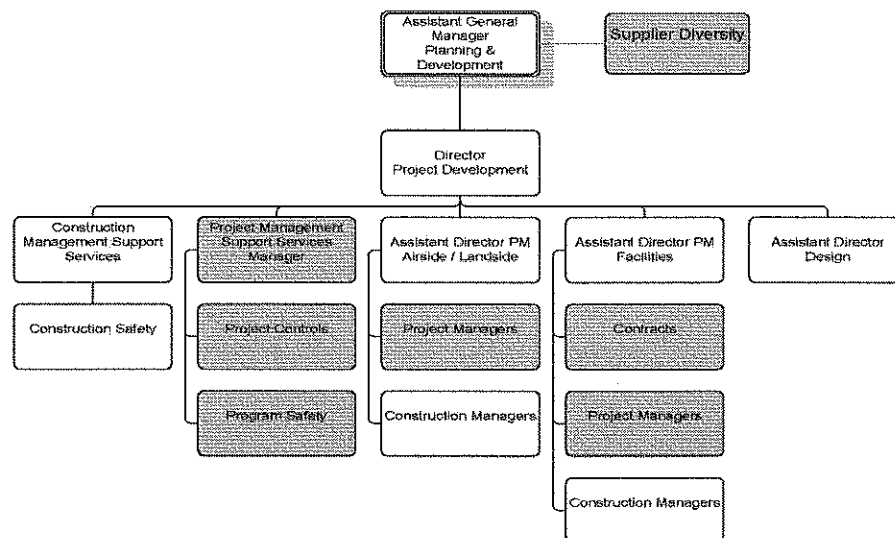 Assistant General
Manager
Planning &
Development
Supplier Diversity
Director
Project Development
Construction
Management Support
Services
Project Management
Support Services
Manager
Assistant Director PM
Airside / Landside
Assistant Director PM
Facilities
Assistant Director
Design
Construction Safety
Project Controls
Project Managers
Contracts
Program Safety
Construction Managers
Project Managers
Construction Managers